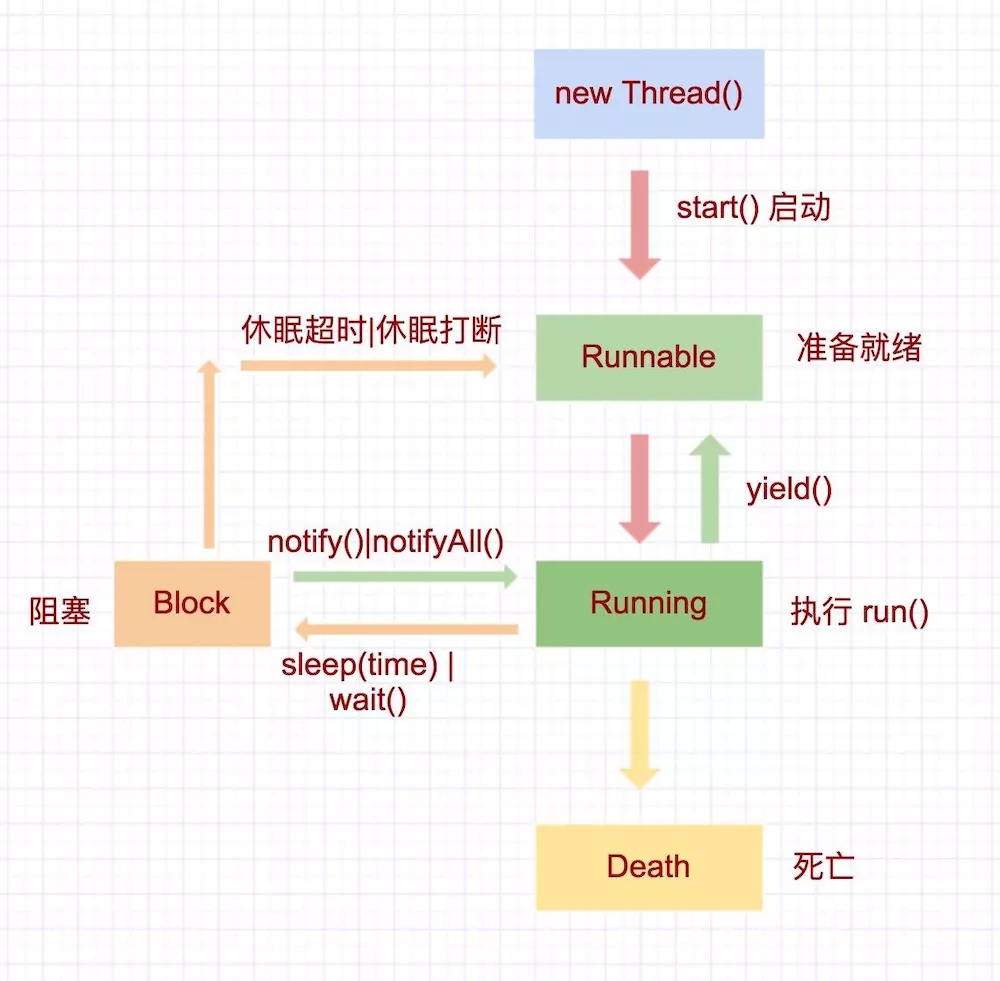 new Thread()
start() 启动
休眠超时|休眠打断
Runnable
准备就绪
yield()
notify()|notifyAll()
阻塞
Block
Running
执行 run()
sleep(time) |
wait()
Death
死亡